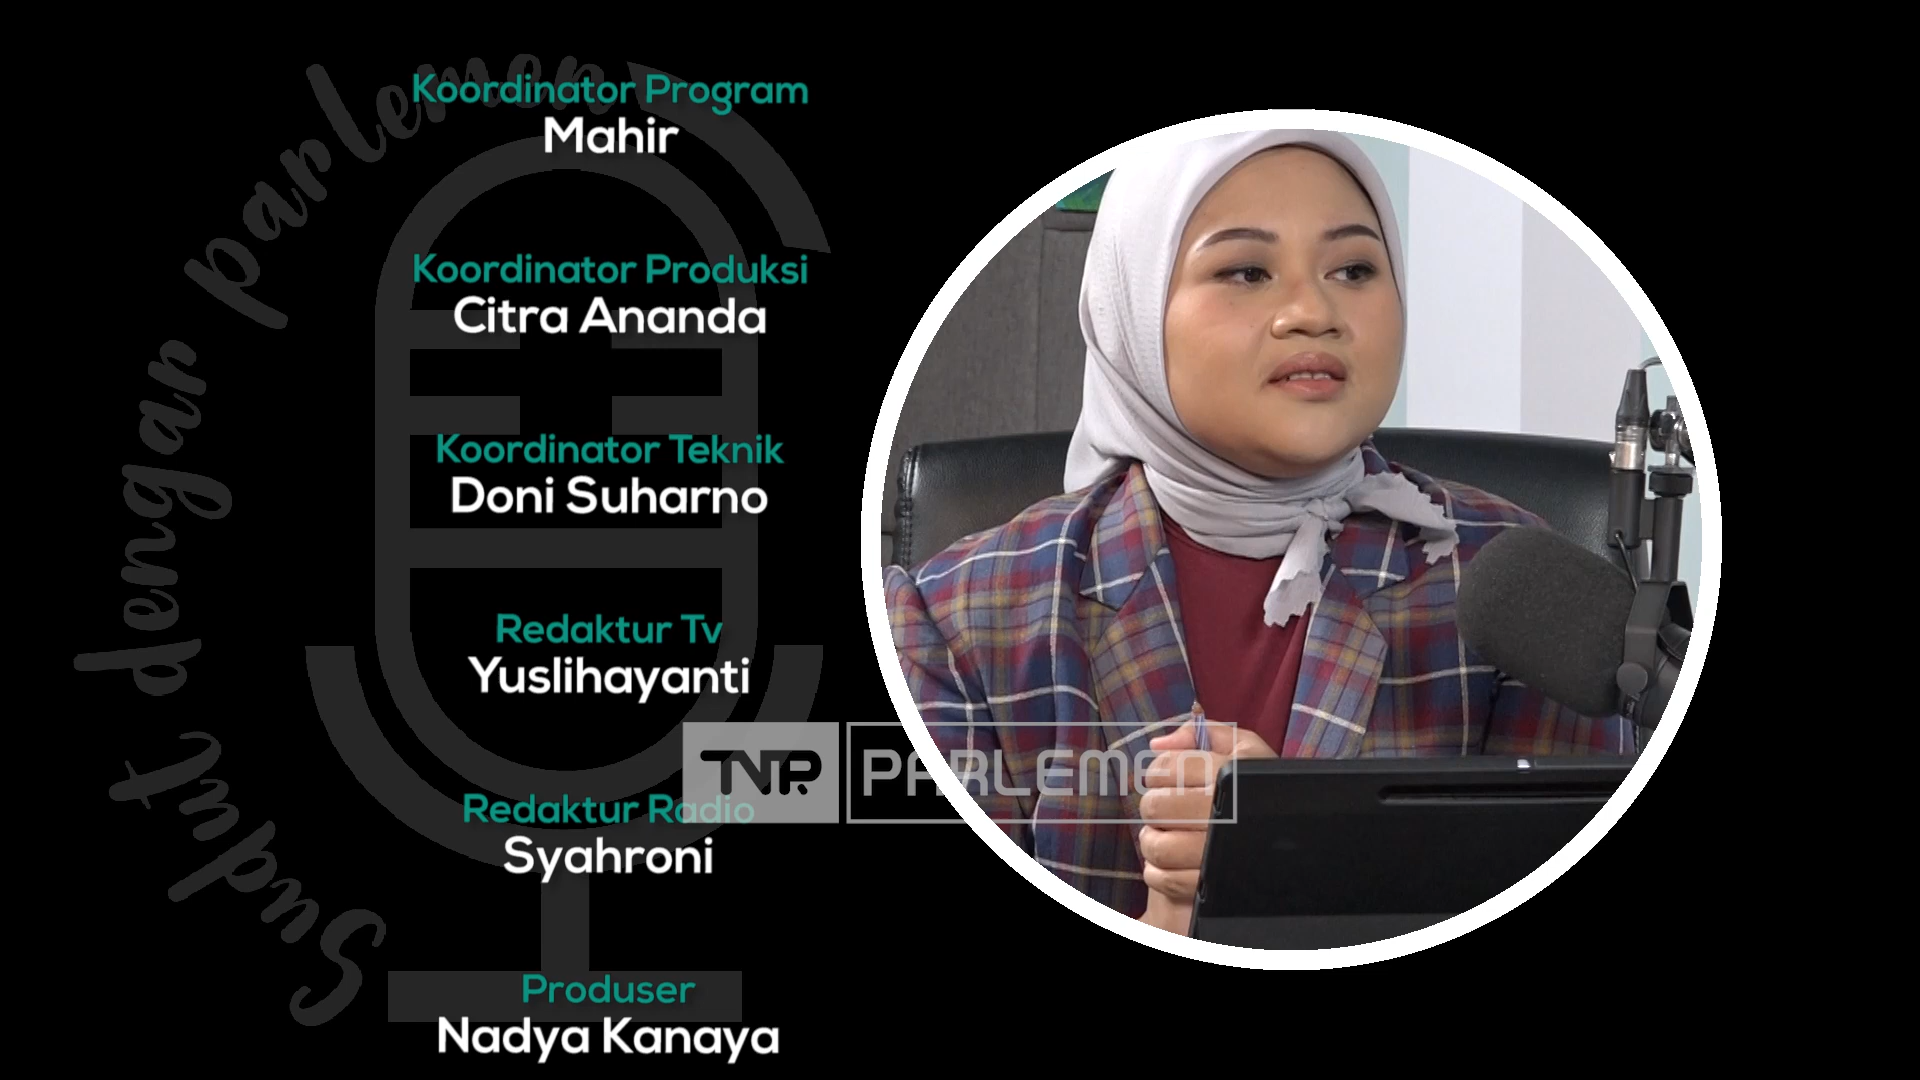 Koordinator Program
Mahir
Koordinator Produksi
Citra Ananda
Koordinator Teknik
Doni Suharno
Redaktur Tv
Yuslihayanti
Redaktur Radio
Syahroni
Produser
Nadya Kanaya
Sudut dengar parlemen
TVR PARLEMEN